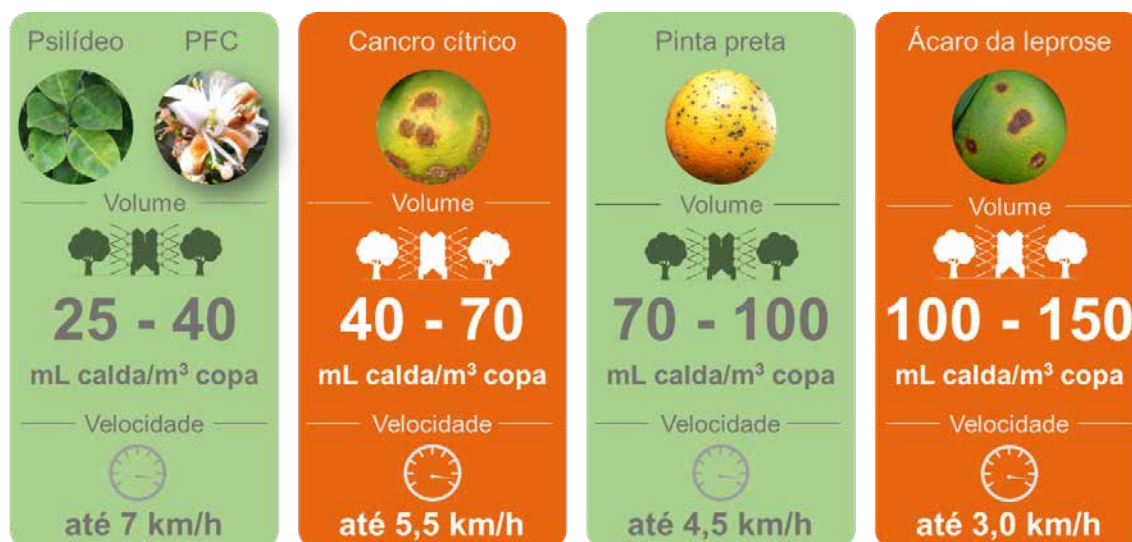 Psilídeo PFC
Volume
25 - 40
mL calda/m³ copa
Velocidade
até 7 km/h
Cancro cítrico
Volume
40 - 70
mL calda/m³ copa
Velocidade
até 5,5 km/h
Pinta preta
Volume
70 - 100
mL calda/m³ copa
Velocidade
até 4,5 km/h
Ácaro da leprose
Volume
100 - 150
mL calda/m³ copa
Velocidade
até 3,0 km/h